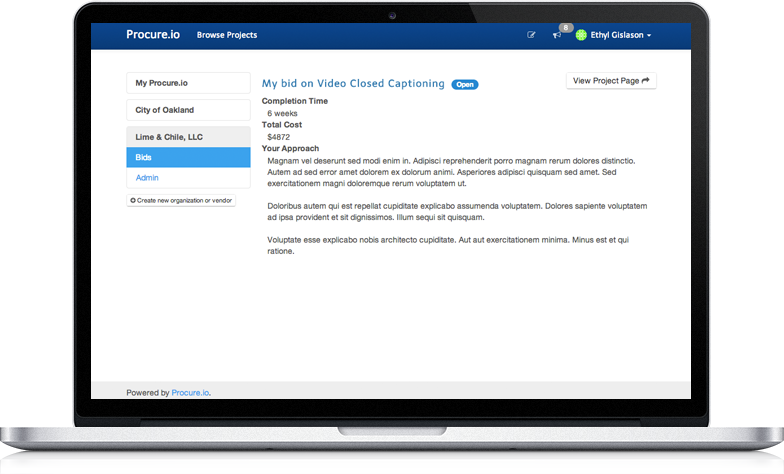 Procure.io Browse Projects 8 Ethyl Gislason
My Procure.io
City of Oakland
Lime & Chile, LLC
Bids
Admin
Create new organization or vendor
My bid on Video Closed Captioning Open
View Project Page
Completion Time
6 weeks
Total Cost
$4872
Your Approach
Magnam vel deserunt sed modi enim in. Adipisci reprehenderit porro magnam rerum dolores distinctio.
Autem ad sed error amet dolorem ex dolorum animi. Asperiores adipisci quisquam sed amet. Sed
exercitationem magni doloremque rerum voluptatem ut.
Doloribus autem qui est repellat cupiditate explicabo assumenda voluptatem. Dolores sapiente voluptatem
ad ipsa provident et sit dignissimos. Illum sequi sit quisquam.
Voluptate esse explicabo nobis architecto cupiditate. Aut aut exercitationem minima. Minus est et qui
ratione.
Powered by Procure.io.